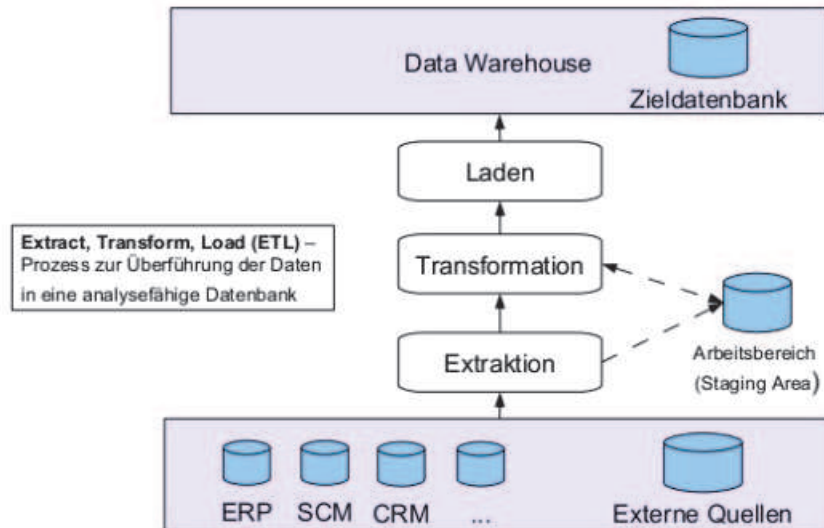 Data Warehouse
Zieldatenbank
Laden
Extract, Transform, Load (ETL) –
Prozess zur Überführung der Daten
in eine analysefähige Datenbank
Transformation
Extraktion
Arbeitsbereich
(Staging Area)
ERP SCM CRM ... Externe Quellen